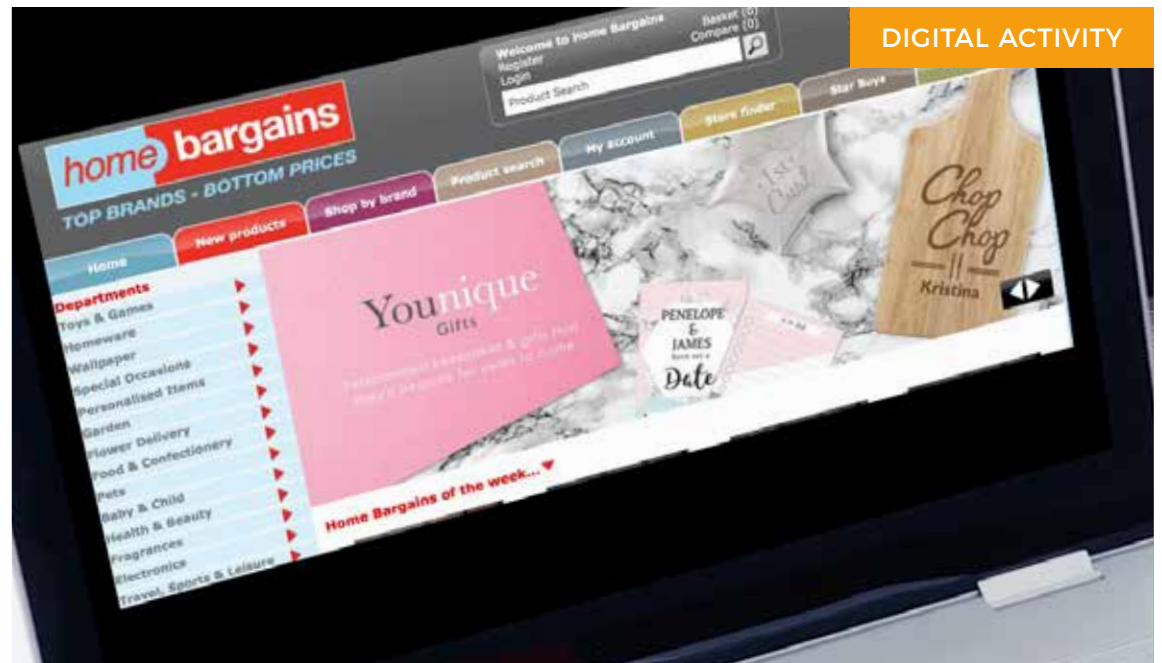 DIGITAL ACTIVITY
Welcome to Home Bargains
Basket (0)
Register
Compare (0)
Login
Product Search
home bargains
TOP BRANDS - BOTTOM PRICES
Home
New products
Shop by brand
Product search
My account
Store finder
Star Buys
Departments
Toys & Games
Homeware
Wallpaper
Special Occasions
Personalised Items
Garden
Flower Delivery
Food & Confectionery
Pets
Baby & Child
Health & Beauty
Fragrances
Electronics
Travel, Sports & Leisure
Younique
Gifts
PENELOPE
&
JAMES
have set a
Date
Chop
Chop
Kristina
Home Bargains of the week...